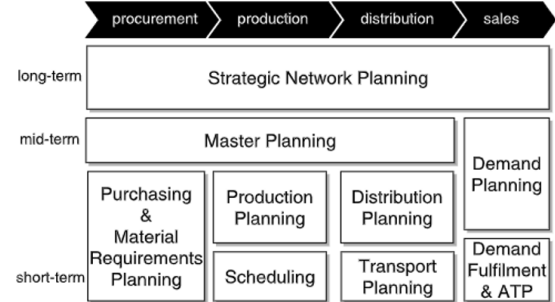 procurement production distribution sales
long-term
Strategic Network Planning
mid-term
Master Planning
Demand
Planning
Purchasing
&
Material
Requirements
Planning
Production
Planning
Distribution
Planning
short-term
Scheduling
Transport
Planning
Demand
Fulfilment
& ATP